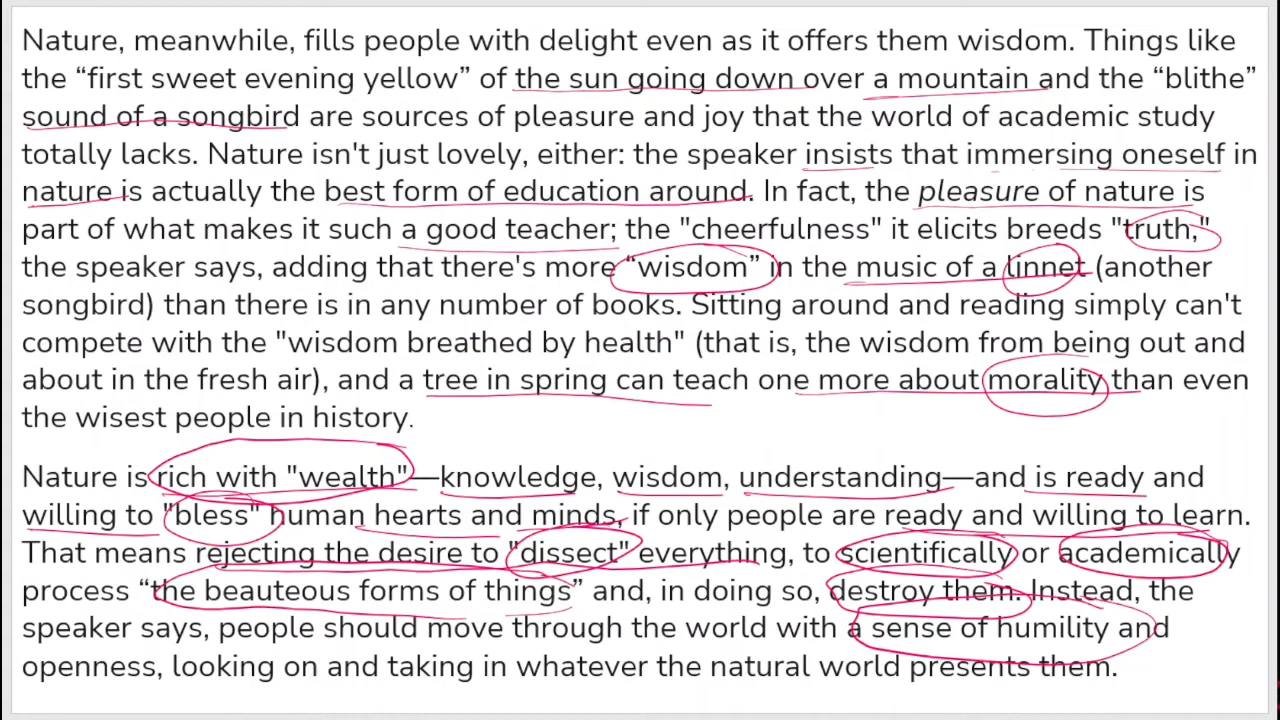 Nature, meanwhile, fills people with delight even as it offers them wisdom. Things like
the “first sweet evening yellow” of the sun going down over a mountain and the “blithe”
sound of a songbird are sources of pleasure and joy that the world of academic study
totally lacks. Nature isn't just lovely, either: the speaker insists that immersing oneself in
nature is actually the best form of education around. In fact, the pleasure of nature is
part of what makes it such a good teacher; the "cheerfulness" it elicits breeds "truth,"
the speaker says, adding that there's more “wisdom” in the music of a linnet (another
songbird) than there is in any number of books. Sitting around and reading simply can't
compete with the "wisdom breathed by health" (that is, the wisdom from being out and
about in the fresh air), and a tree in spring can teach one more about morality than even
the wisest people in history.
Nature is rich with "wealth"—knowledge, wisdom, understanding—and is ready and
willing to "bless" human hearts and minds, if only people are ready and willing to learn.
That means rejecting the desire to "dissect" everything, to scientifically or academically
process “the beauteous forms of things” and, in doing so, destroy them. Instead, the
speaker says, people should move through the world with a sense of humility and
openness, looking on and taking in whatever the natural world presents them.